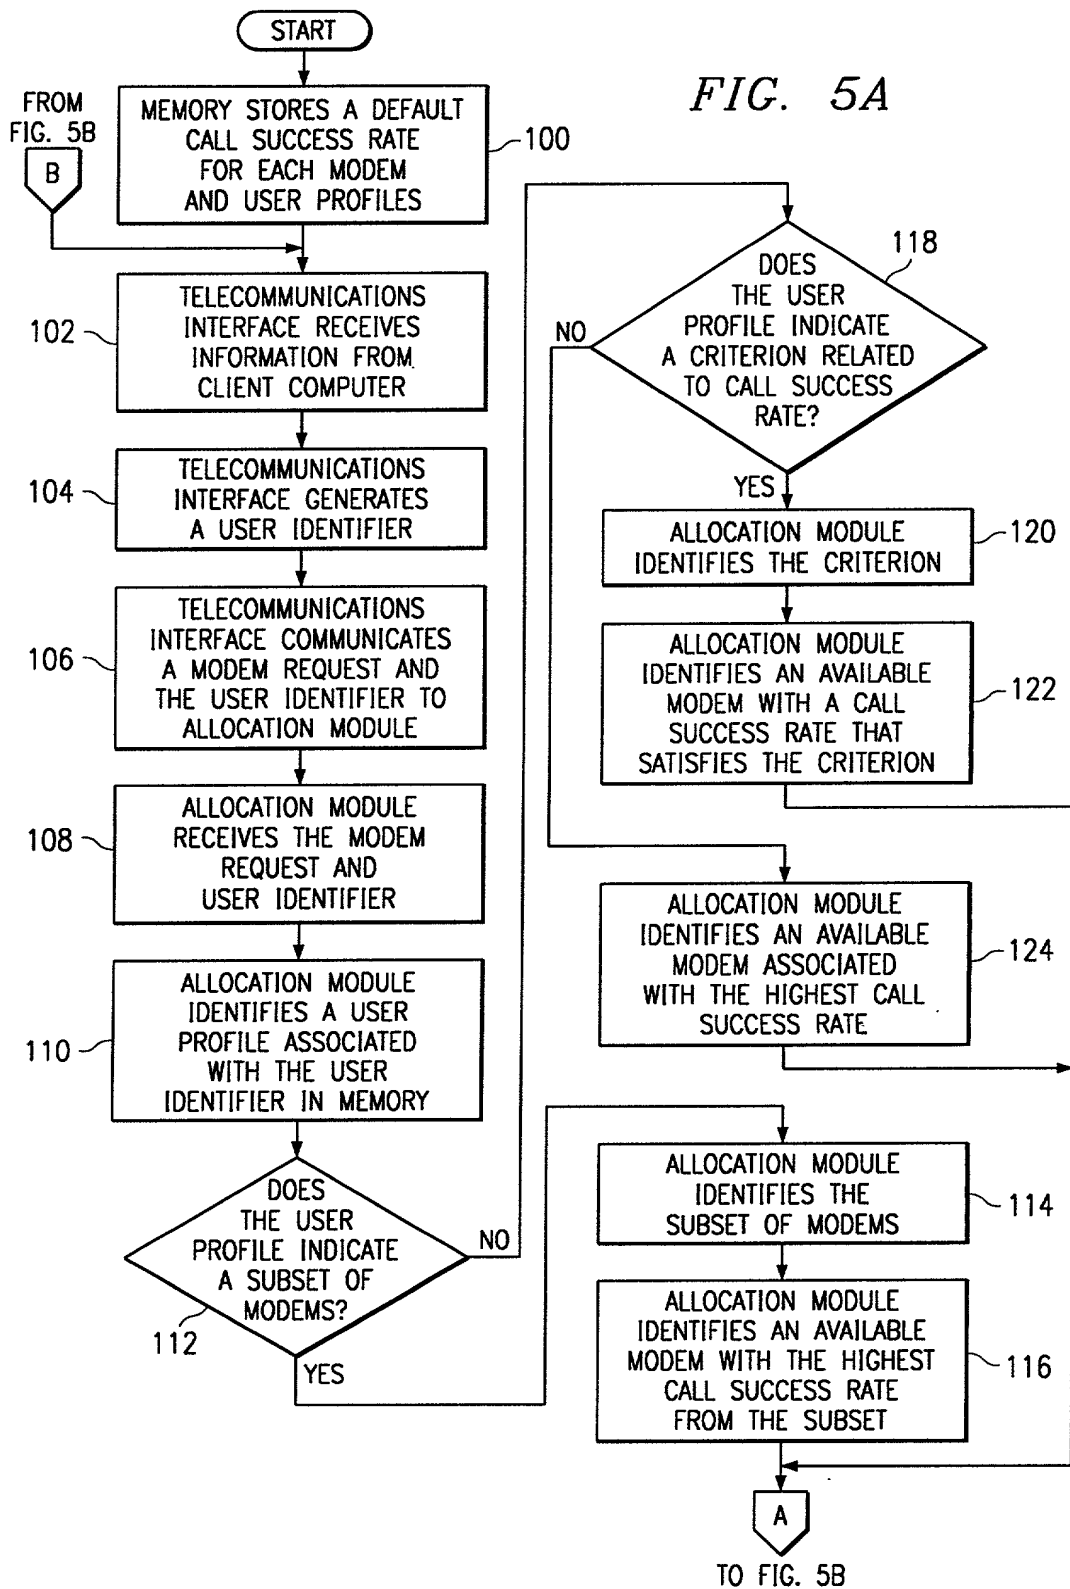 START
FIG. 5A
FROM
FIG. 5B
B
MEMORY STORES A DEFAULT
CALL SUCCESS RATE
FOR EACH MODEM
AND USER PROFILES
100
TELECOMMUNICATIONS
INTERFACE RECEIVES
INFORMATION FROM
CLIENT COMPUTER
102
TELECOMMUNICATIONS
INTERFACE GENERATES
A USER IDENTIFIER
104
TELECOMMUNICATIONS
INTERFACE COMMUNICATES
A MODEM REQUEST AND
THE USER IDENTIFIER TO
ALLOCATION MODULE
106
ALLOCATION MODULE
RECEIVES THE MODEM
REQUEST AND
USER IDENTIFIER
108
ALLOCATION MODULE
IDENTIFIES A USER
PROFILE ASSOCIATED
WITH THE USER
IDENTIFIER IN MEMORY
110
DOES
THE USER
PROFILE INDICATE
A SUBSET OF
MODEMS?
112
NO
YES
DOES
THE USER
PROFILE INDICATE
A CRITERION RELATED
TO CALL SUCCESS
RATE?
118
NO
YES
ALLOCATION MODULE
IDENTIFIES THE CRITERION
120
ALLOCATION MODULE
IDENTIFIES AN AVAILABLE
MODEM WITH A CALL
SUCCESS RATE THAT
SATISFIES THE CRITERION
122
ALLOCATION MODULE
IDENTIFIES AN AVAILABLE
MODEM ASSOCIATED
WITH THE HIGHEST CALL
SUCCESS RATE
124
ALLOCATION MODULE
IDENTIFIES THE
SUBSET OF MODEMS
114
ALLOCATION MODULE
IDENTIFIES AN AVAILABLE
MODEM WITH THE HIGHEST
CALL SUCCESS RATE
FROM THE SUBSET
116
A
TO FIG. 5B